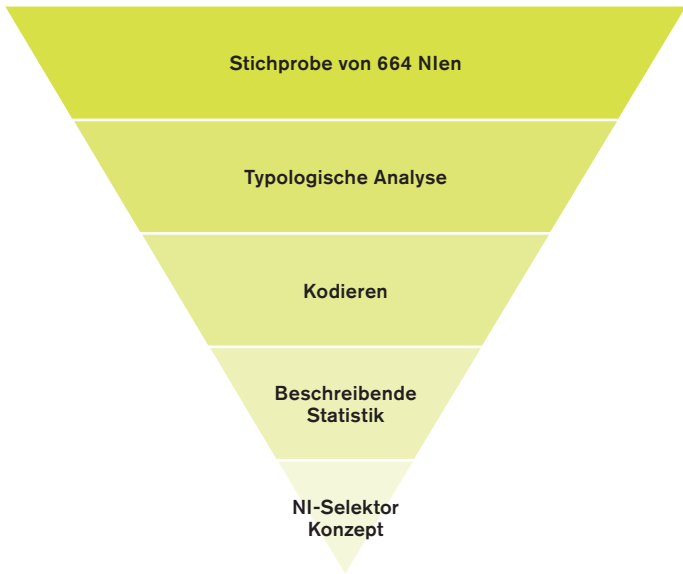 Stichprobe von 664 NIen
Typologische Analyse
Kodieren
Beschreibende
Statistik
NI-Selektor
Konzept